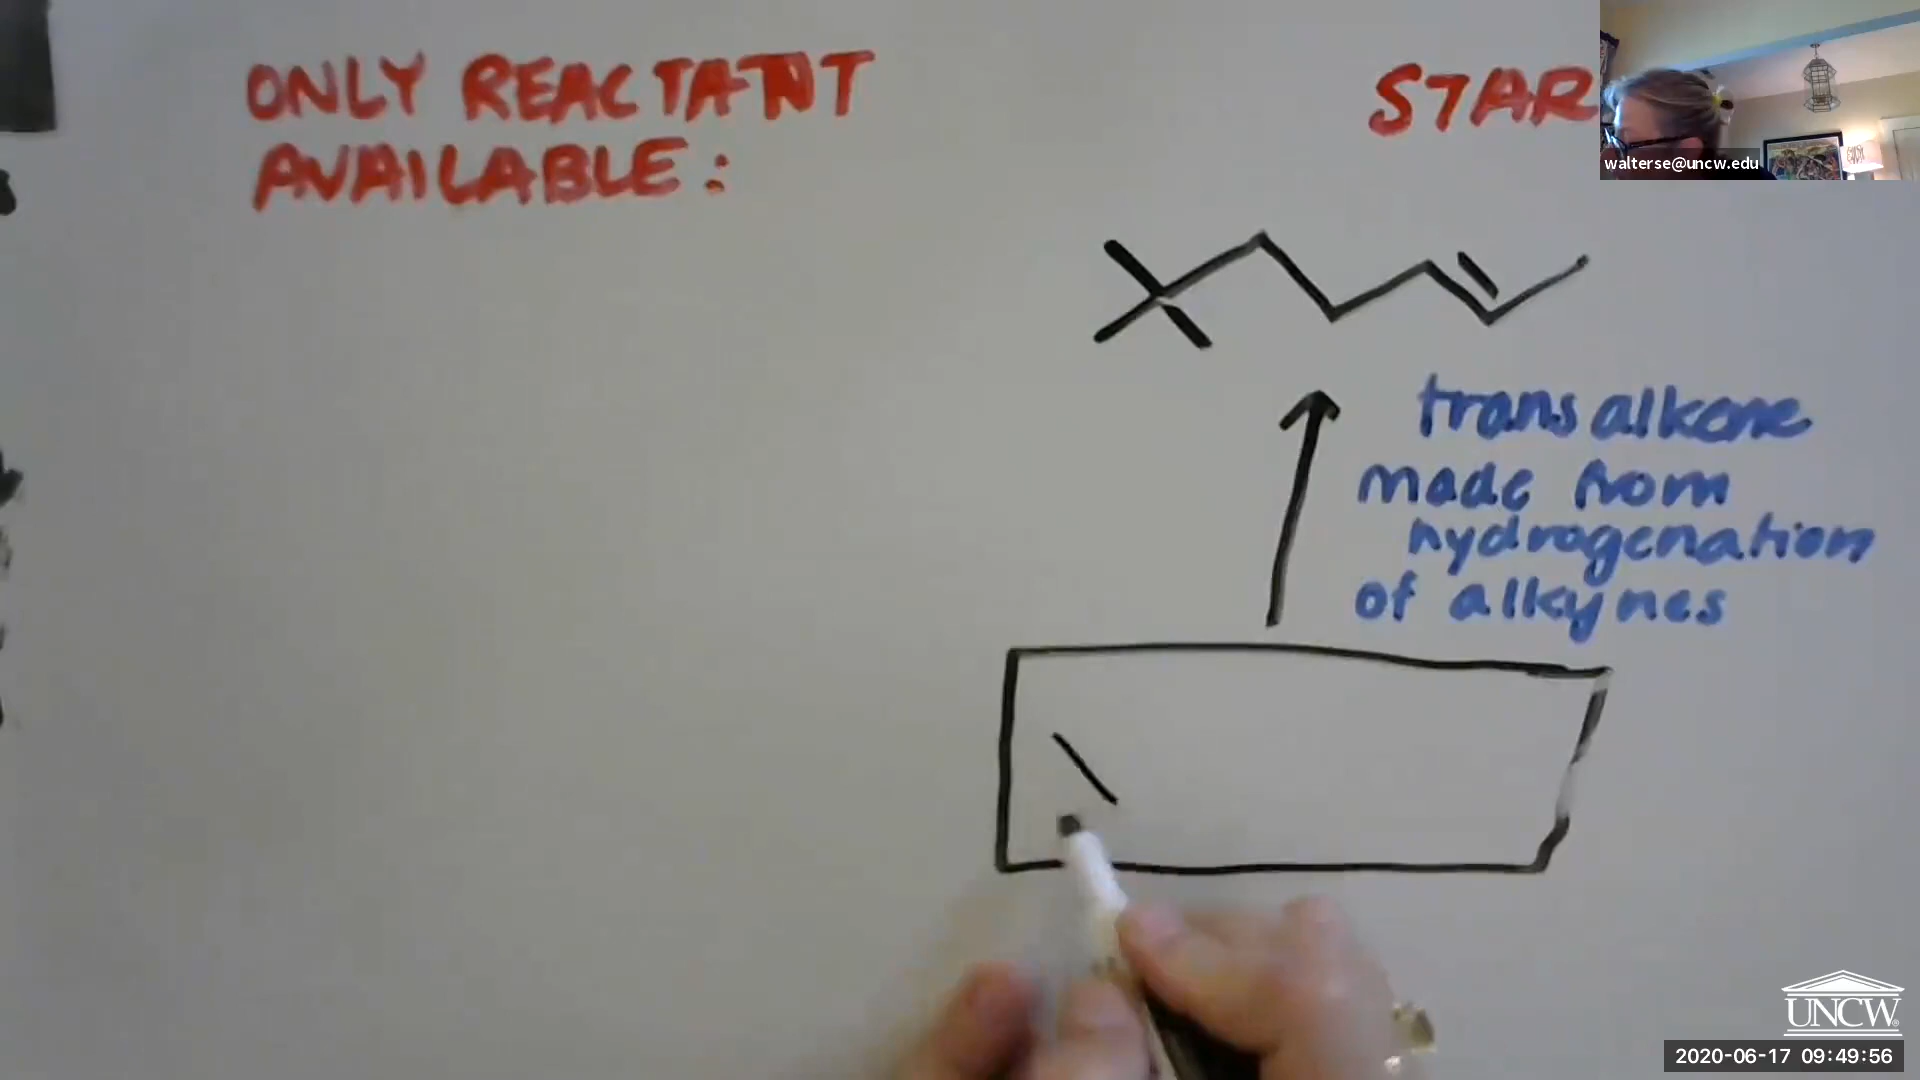 ONLY REACTANT
AVAILABLE:
STAR
walterse@uncw.edu
trans alkene
made from
hydrogenation
of alkynes
UNCW
2020-06-17 09:49:56